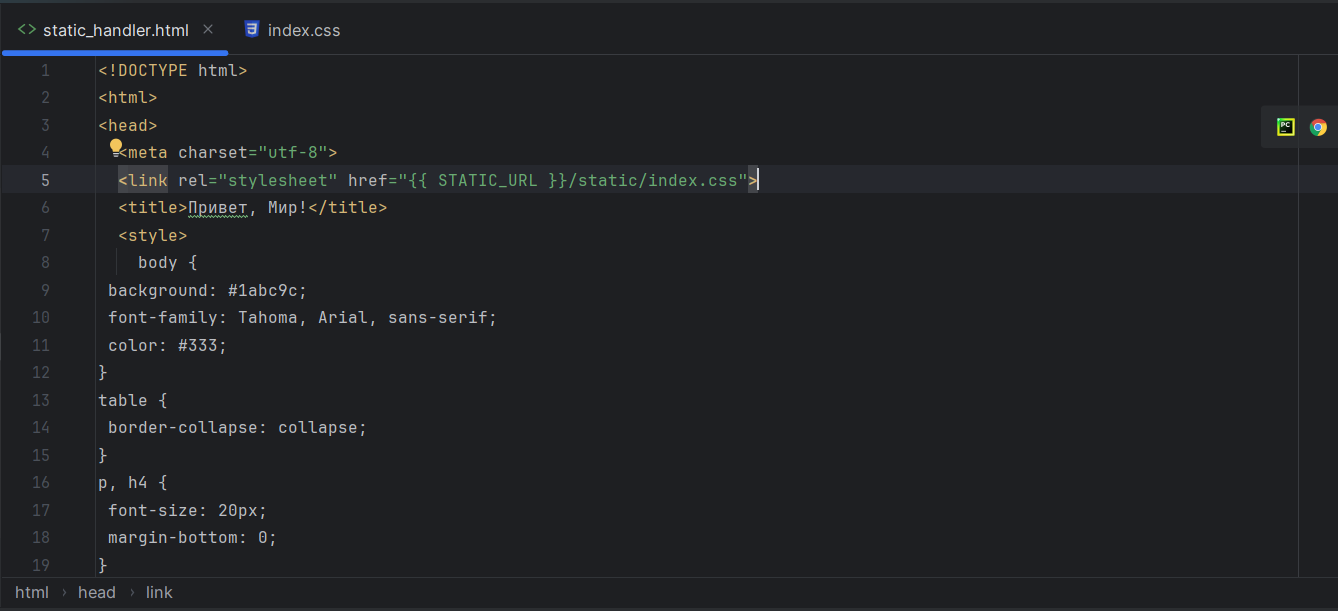 static_handler.html index.css
1 <!DOCTYPE html>
2 <html>
3 <head>
4 <meta charset="utf-8">
5 <link rel="stylesheet" href="{{ STATIC_URL }}/static/index.css">
6 <title>Привет, Мир!</title>
7 <style>
8 body {
9 background: #1abc9c;
10 font-family: Tahoma, Arial, sans-serif;
11 color: #333;
12 }
13 table {
14 border-collapse: collapse;
15 }
16 p, h4 {
17 font-size: 20px;
18 margin-bottom: 0;
19 }
PC
html › head › link